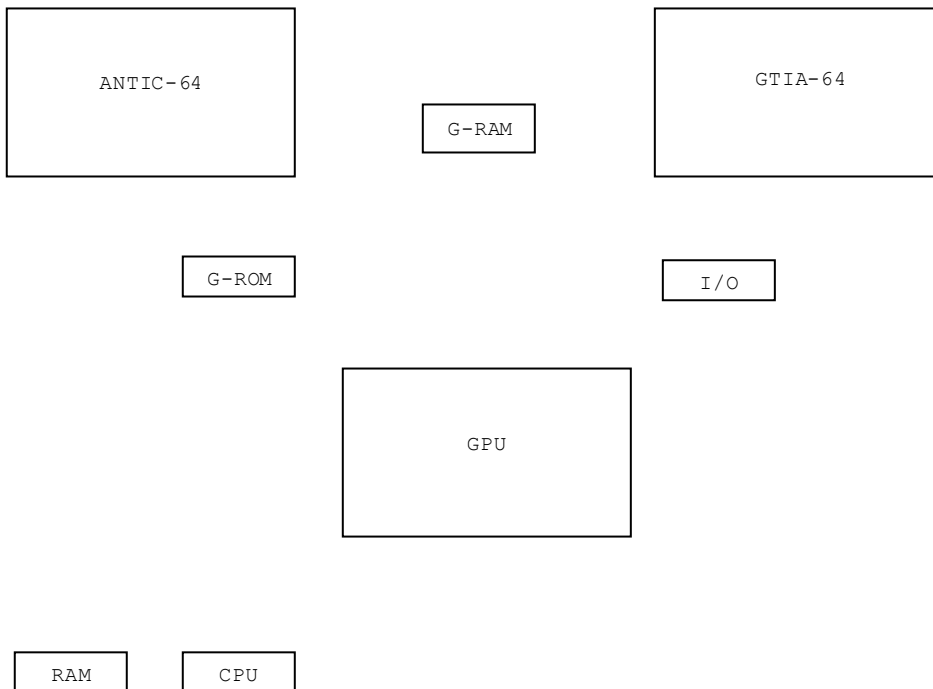 ANTIC-64
GTIA-64
G-RAM
G-ROM
I/O
GPU
RAM
CPU